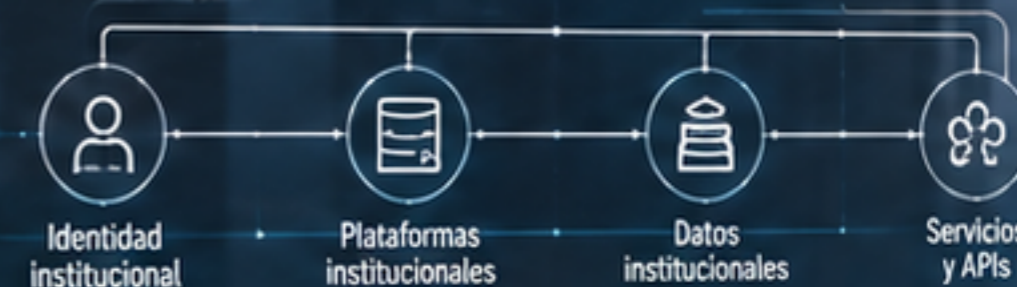 Identidad
institucional
Plataformas
institucionales
Datos
institucionales
Servicios
y APIs